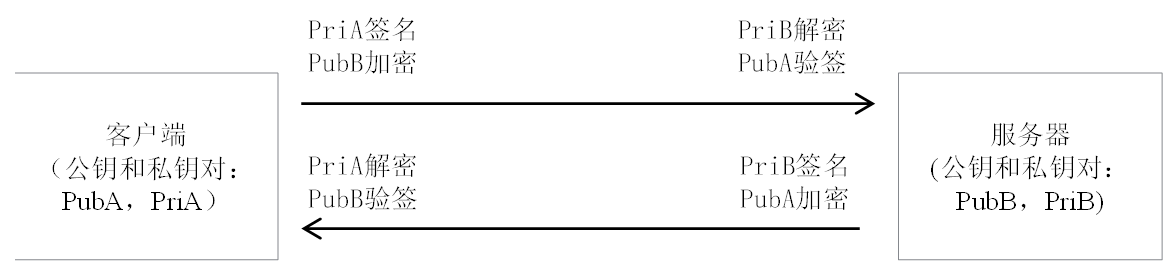 PriA签名
PubB加密
PriB解密
PubA验签
客户端
（公钥和私钥对：
PubA，PriA）
服务器
(公钥和私钥对：
PubB，PriB)
PriA解密
PubB验签
PriB签名
PubA加密